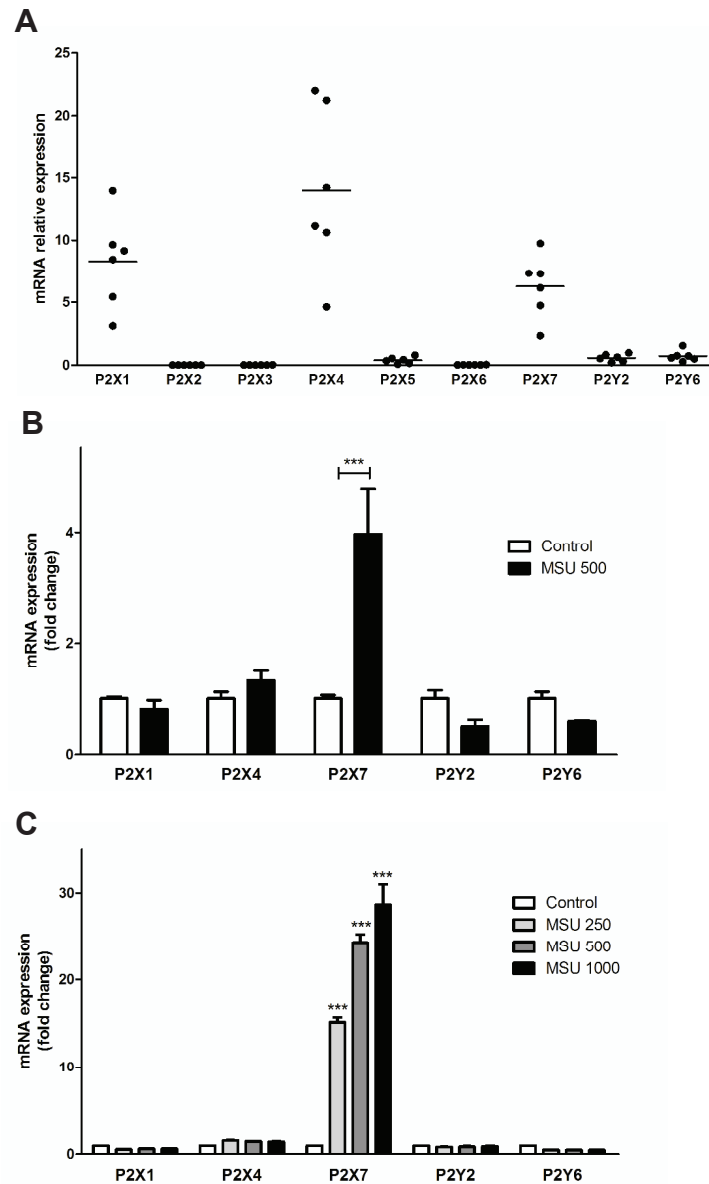 A
mRNA relative expression
25
20
15
10
5
0
P2X1 P2X2 P2X3 P2X4 P2X5 P2X6 P2X7 P2Y2 P2Y6
B
mRNA expression
(fold change)
4
2
0
***
Control
MSU 500
P2X1 P2X4 P2X7 P2Y2 P2Y6
C
mRNA expression
(fold change)
30
20
10
0
***
***
***
Control
MSU 250
MSU 500
MSU 1000
P2X1 P2X4 P2X7 P2Y2 P2Y6